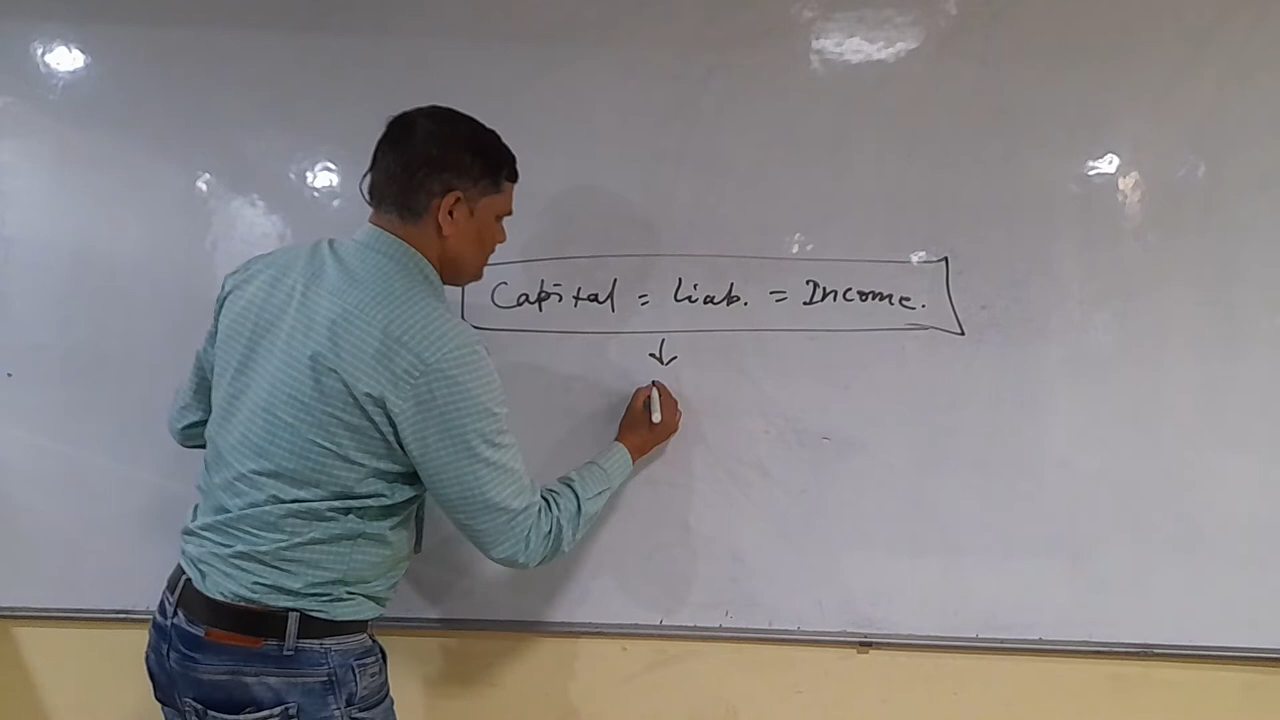 Capital = Liab. = Income.